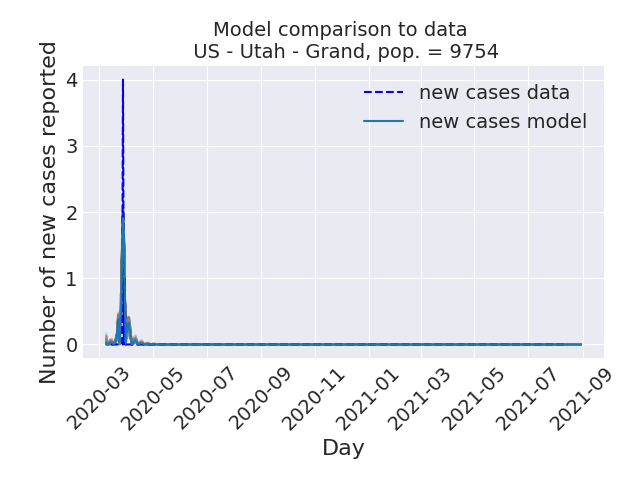 Model comparison to data
US - Utah - Grand, pop. = 9754
Number of new cases reported
4
3
2
1
0
new cases data
new cases model
2020-03
2020-05
2020-07
2020-09
2020-11
2021-01
2021-03
2021-05
2021-07
2021-09
Day